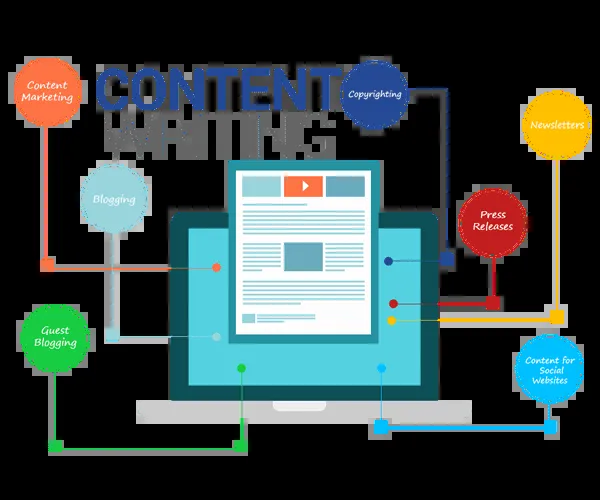 CONTENT
WRITING
Content
Marketing
Copyrighting
Newsletters
Blogging
Press
Releases
Guest
Blogging
Content for
Social
Websites